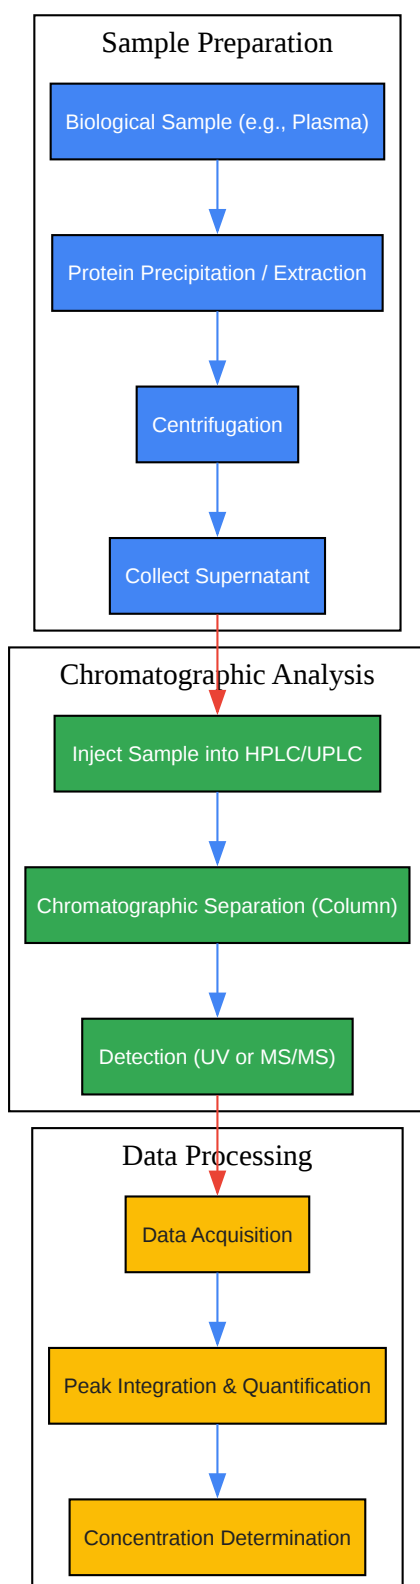 Sample Preparation
Biological Sample (e.g., Plasma)
Protein Precipitation / Extraction
Centrifugation
Collect Supernatant
Chromatographic Analysis
Inject Sample into HPLC/UPLC
Chromatographic Separation (Column)
Detection (UV or MS/MS)
Data Processing
Data Acquisition
Peak Integration & Quantification
Concentration Determination